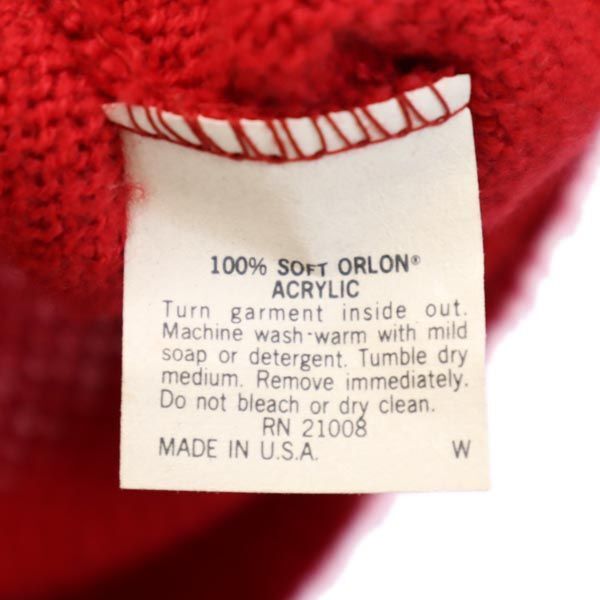 100% SOFT ORLON®
ACRYLIC
Turn garment inside out.
Machine wash-warm with mild
soap or detergent. Tumble dry
medium. Remove immediately.
Do not bleach or dry clean.
RN 21008
MADE IN U.S.A. W